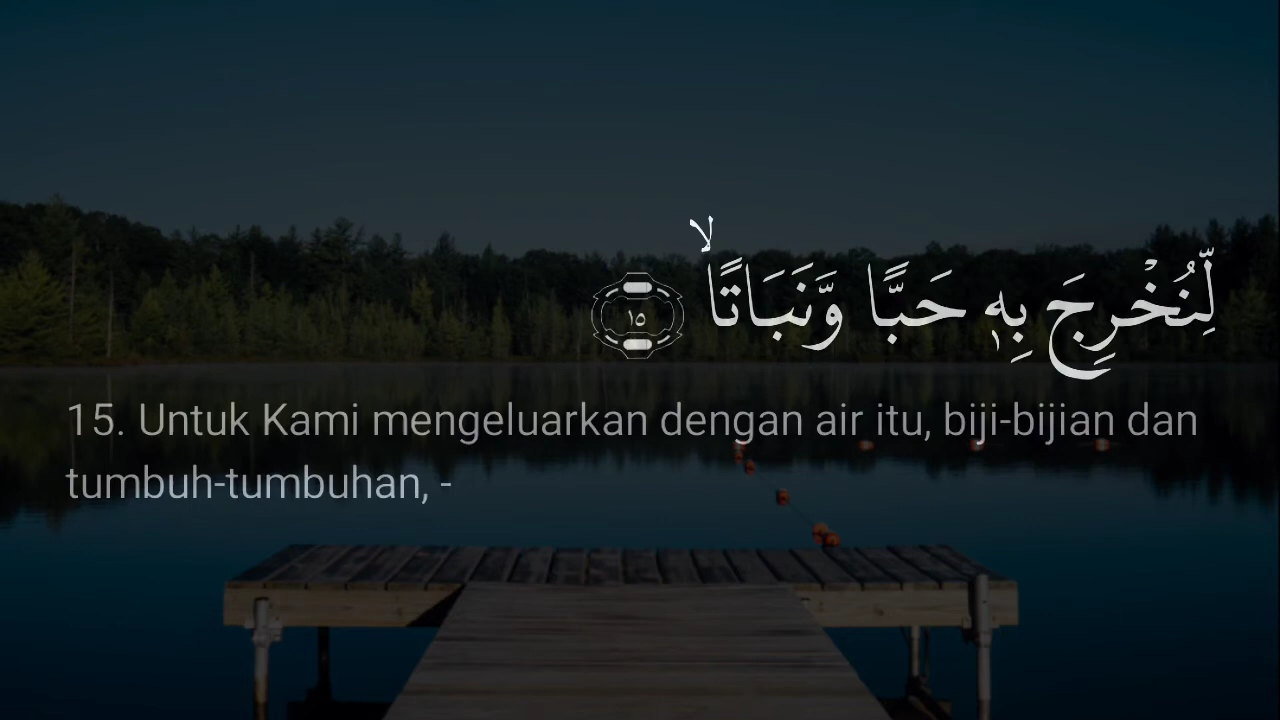 لِّنُخْرِجَ بِهٖ حَبًّا وَّنَبَاتًاۙ ١٥
15. Untuk Kami mengeluarkan dengan air itu, biji-bijian dan
tumbuh-tumbuhan, -